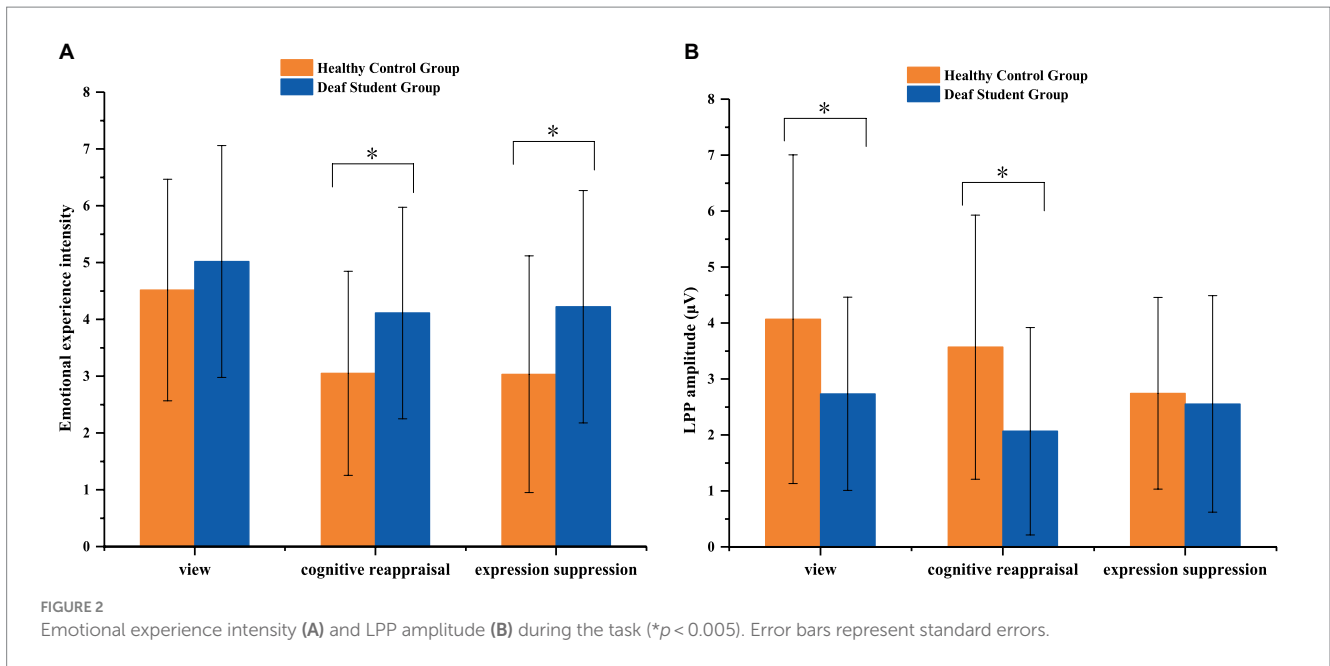 A
Healthy Control Group
Deaf Student Group
8
7
6
5
4
3
2
1
0
Emotional experience intensity
*
*
view
cognitive reappraisal
expression suppression
B
Healthy Control Group
Deaf Student Group
8
7
6
5
4
3
2
1
0
LPP amplitude (μV)
*
*
view
cognitive reappraisal
expression suppression
FIGURE 2
Emotional experience intensity (A) and LPP amplitude (B) during the task (*p < 0.005). Error bars represent standard errors.